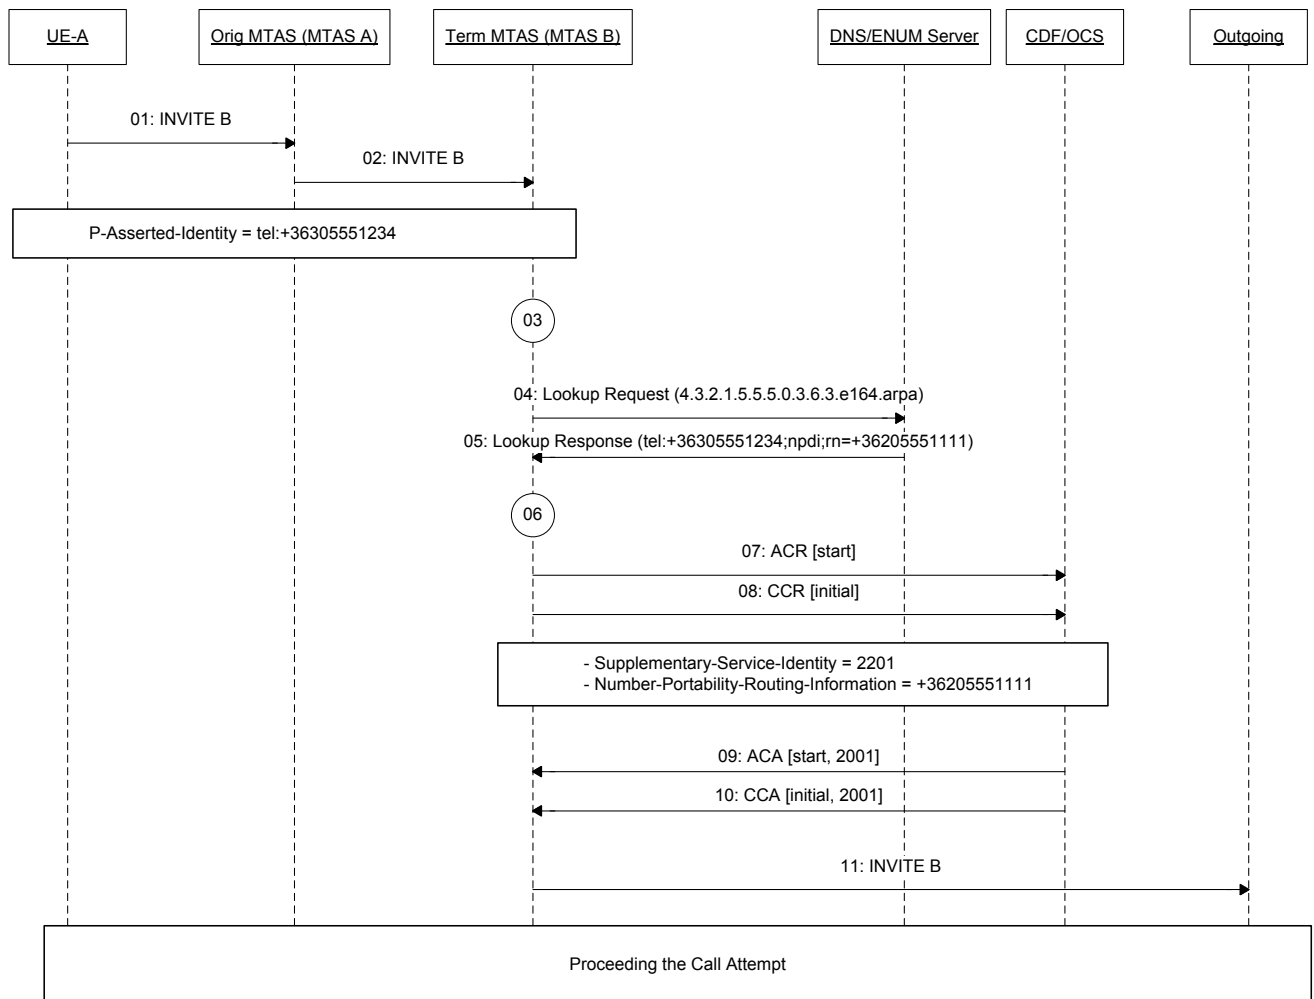 UE-A
Orig MTAS (MTAS A)
Term MTAS (MTAS B)
DNS/ENUM Server
CDF/OCS
Outgoing
01: INVITE B
02: INVITE B
P-Asserted-Identity = tel:+36305551234
03
04: Lookup Request (4.3.2.1.5.5.5.0.3.6.3.e164.arpa)
05: Lookup Response (tel:+36305551234;npdi;rn=+36205551111)
06
07: ACR [start]
08: CCR [initial]
- Supplementary-Service-Identity = 2201
- Number-Portability-Routing-Information = +36205551111
09: ACA [start, 2001]
10: CCA [initial, 2001]
11: INVITE B
Proceeding the Call Attempt